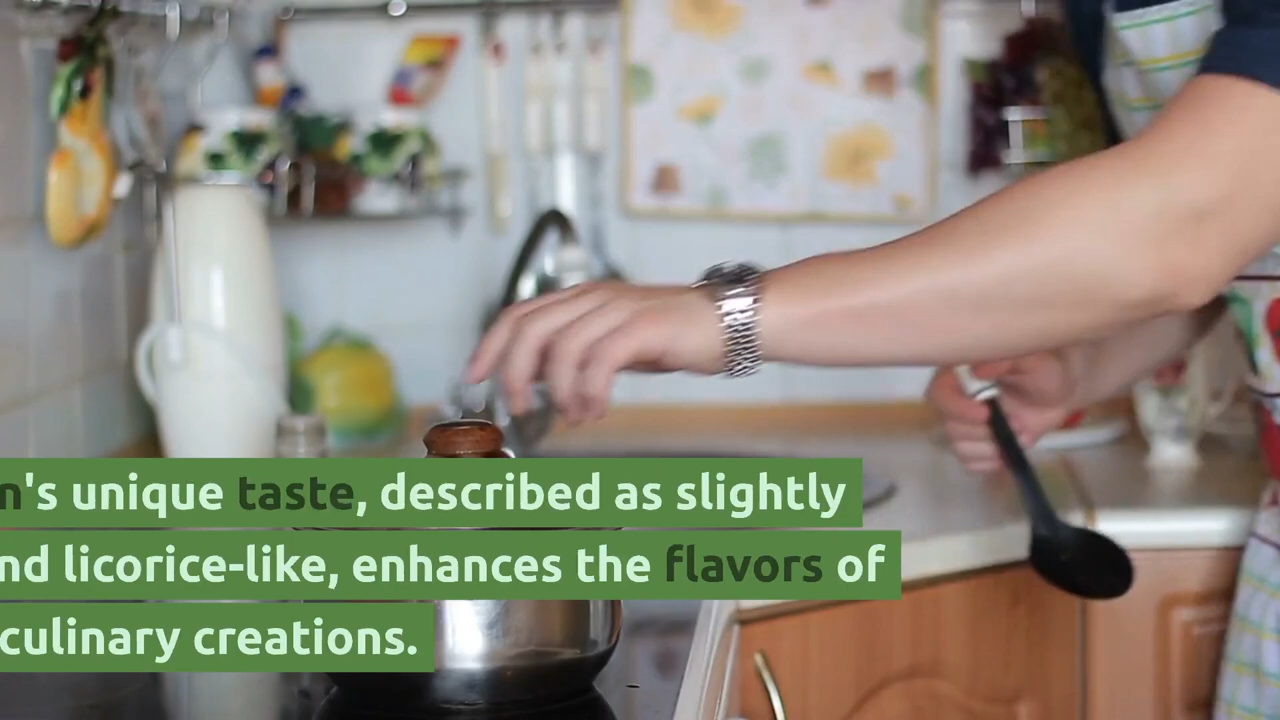 n's unique taste, described as slightly
nd licorice-like, enhances the flavors of
culinary creations.